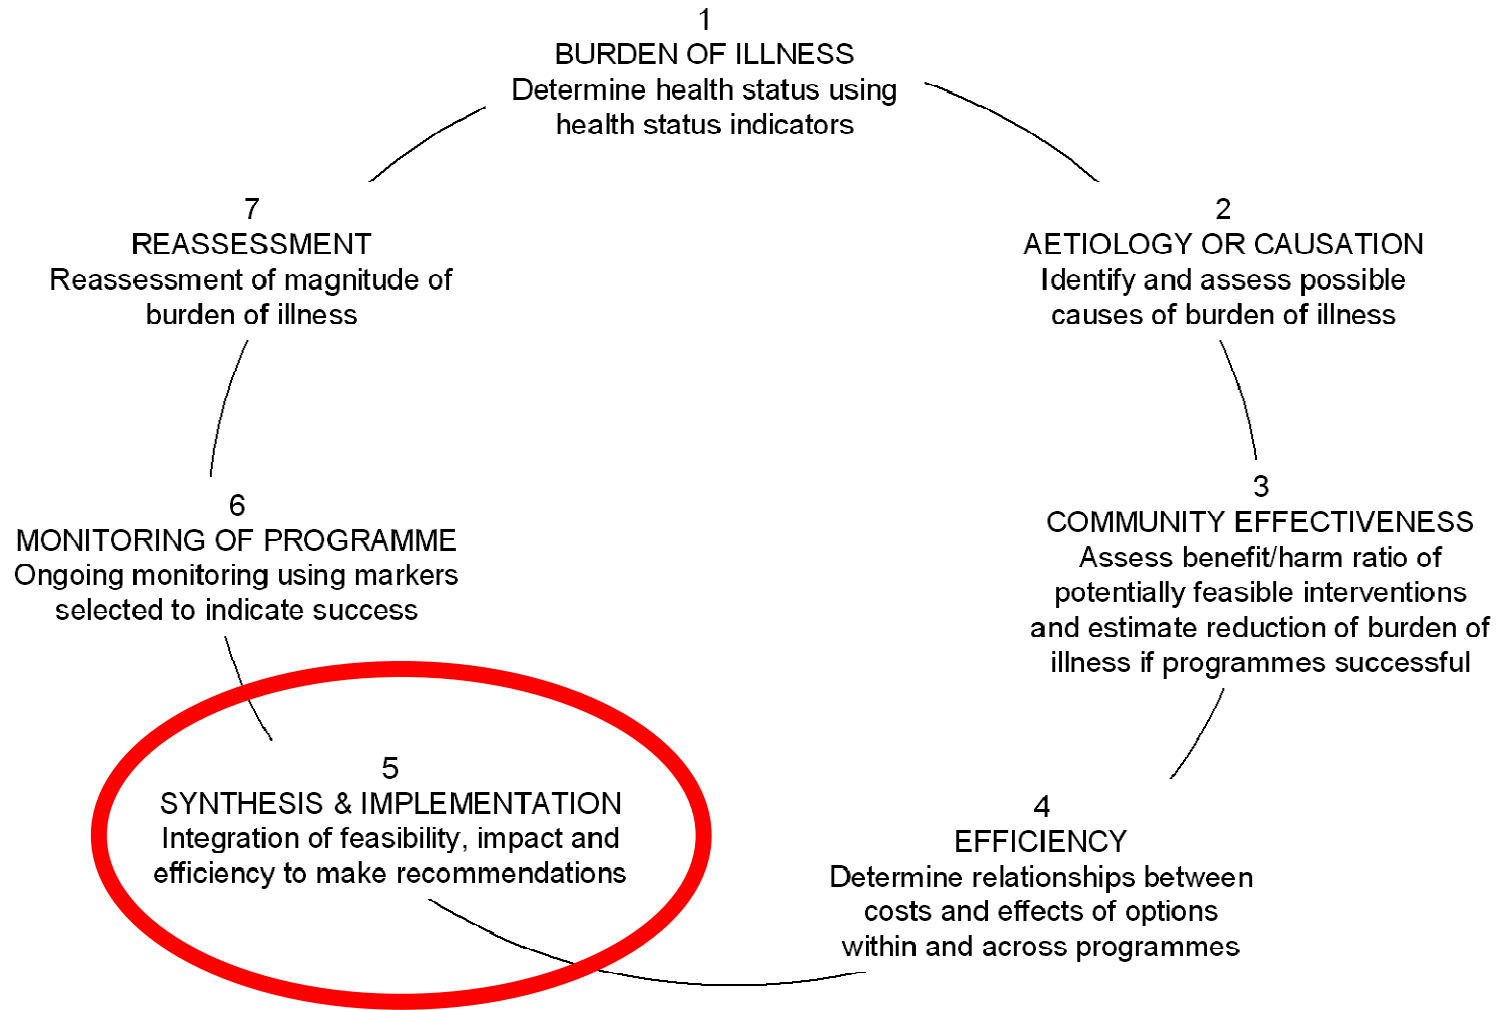 1
BURDEN OF ILLNESS
Determine health status using
health status indicators
2
AETIOLOGY OR CAUSATION
Identify and assess possible
causes of burden of illness
3
COMMUNITY EFFECTIVENESS
Assess benefit/harm ratio of
potentially feasible interventions
and estimate reduction of burden of
illness if programmes successful
4
EFFICIENCY
Determine relationships between
costs and effects of options
within and across programmes
5
SYNTHESIS & IMPLEMENTATION
Integration of feasibility, impact and
efficiency to make recommendations
6
MONITORING OF PROGRAMME
Ongoing monitoring using markers
selected to indicate success
7
REASSESSMENT
Reassessment of magnitude of
burden of illness